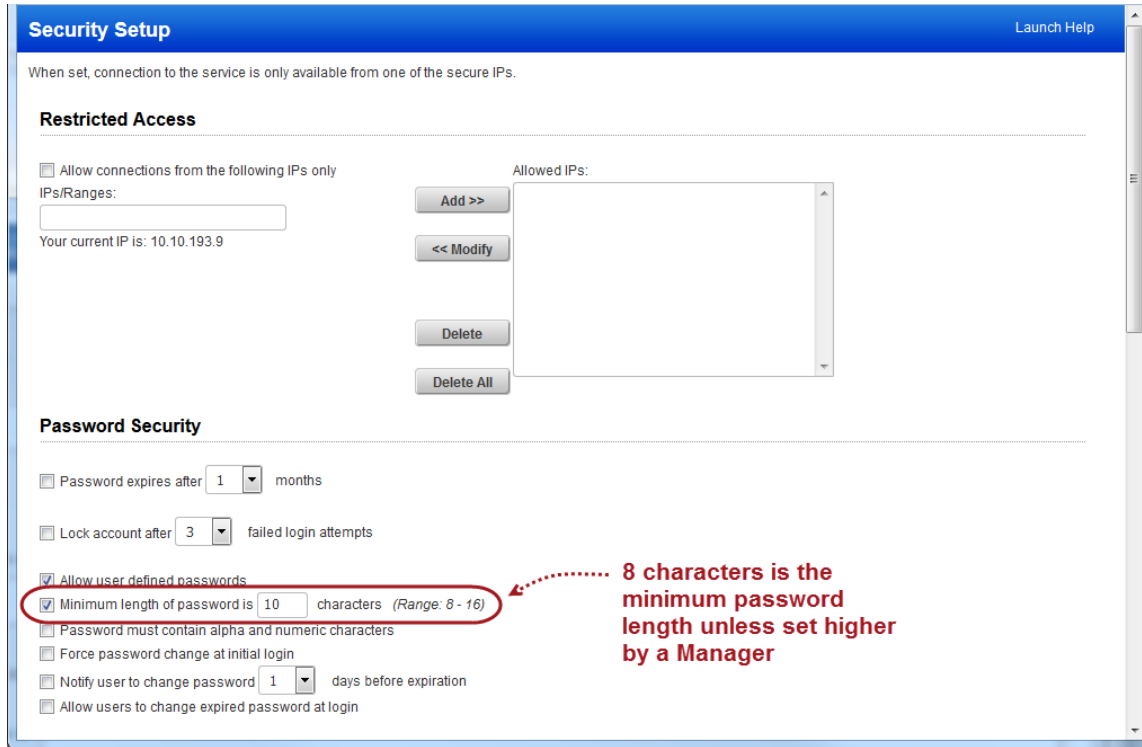 Security Setup
Launch Help
When set, connection to the service is only available from one of the secure IPs.
Restricted Access
Allow connections from the following IPs only
Allowed IPs:
IPs/Ranges:
Add >>
Your current IP is: 10.10.193.9
<< Modify
Delete
Delete All
Password Security
Password expires after 1 months
Lock account after 3 failed login attempts
Allow user defined passwords
Minimum length of password is 10 characters (Range: 8 - 16)
Password must contain alpha and numeric characters
Force password change at initial login
Notify user to change password 1 days before expiration
Allow users to change expired password at login
8 characters is the
minimum password
length unless set higher
by a Manager